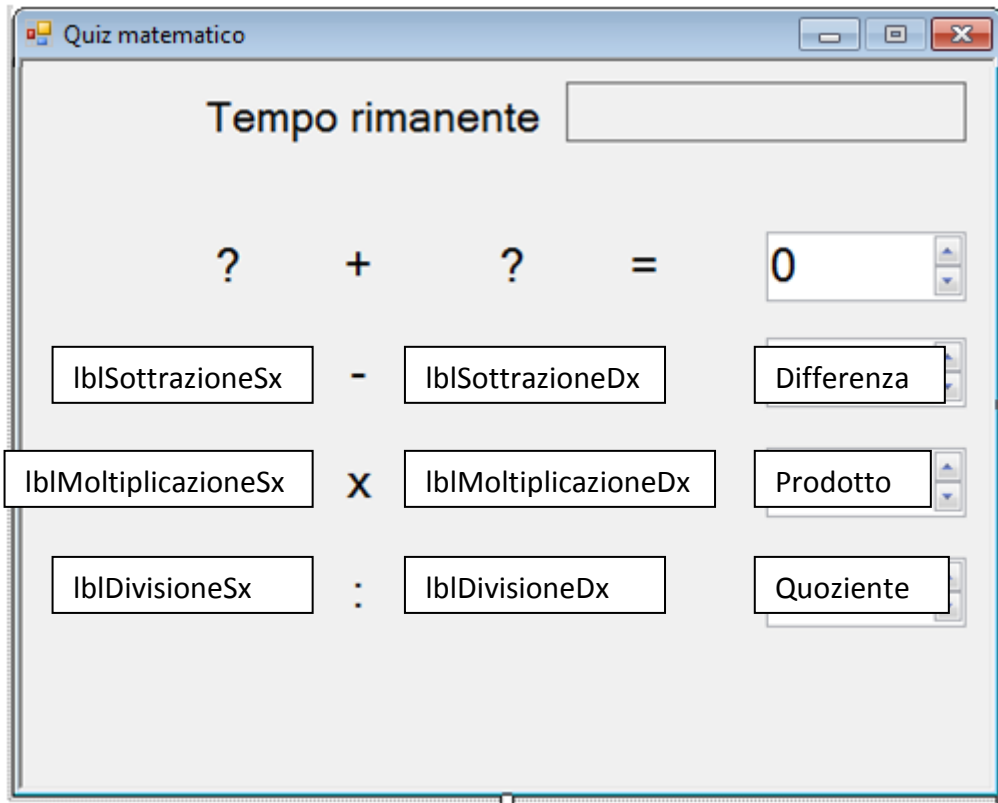 Quiz matematico
Tempo rimanente
? + ? = 0
lblSottrazioneSx - lblSottrazioneDx Differenza
lblMoltiplicazioneSx x lblMoltiplicazioneDx Prodotto
lblDivisioneSx : lblDivisioneDx Quoziente